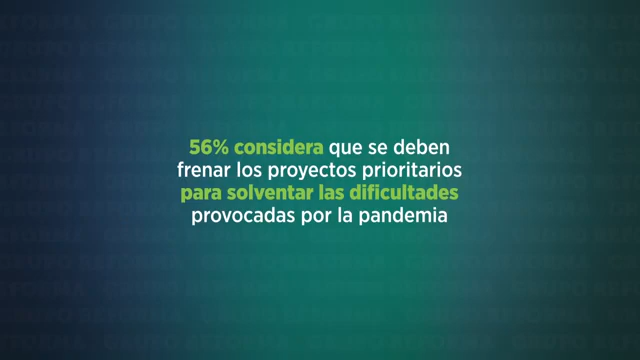 56% considera que se deben
frenar los proyectos prioritarios
para solventar las dificultades
provocadas por la pandemia